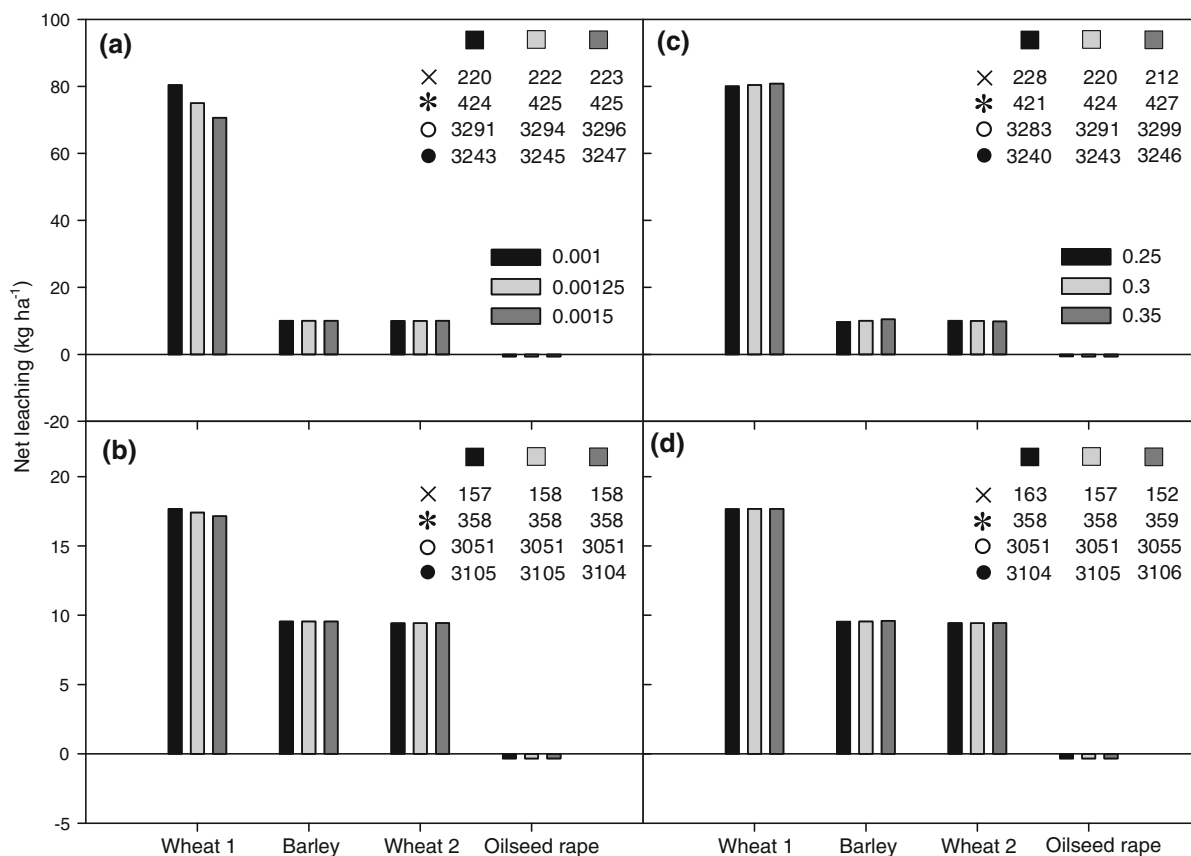 Net leaching (kg ha-1)
100
80
60
40
20
0
-20
(a)
× 220 222 223
* 424 425 425
○ 3291 3294 3296
● 3243 3245 3247
0.001
0.00125
0.0015
(c)
× 228 220 212
* 421 424 427
○ 3283 3291 3299
● 3240 3243 3246
0.25
0.3
0.35
20
15
10
5
0
-5
(b)
× 157 158 158
* 358 358 358
○ 3051 3051 3051
● 3105 3105 3104
(d)
× 163 157 152
* 358 358 359
○ 3051 3051 3055
● 3104 3105 3106
Wheat 1 Barley Wheat 2 Oilseed rape
Wheat 1 Barley Wheat 2 Oilseed rape